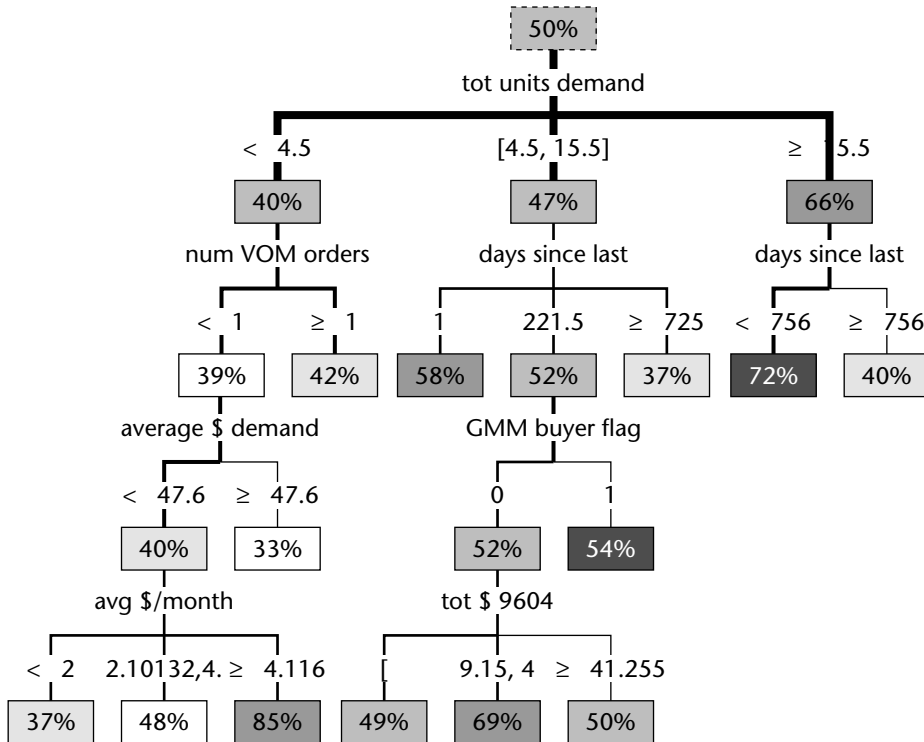 50%
tot units demand
< 4.5 [4.5, 15.5] ≥ 15.5
40% 47% 66%
num VOM orders days since last days since last
< 1 ≥ 1 1 221.5 ≥ 725 < 756 ≥ 756
39% 42% 58% 52% 37% 72% 40%
average $ demand GMM buyer flag
< 47.6 ≥ 47.6 0 1
40% 33% 52% 54%
avg $/month tot $ 9604
< 2 2.10132,4. ≥ 4.116 [ 9.15, 4 ≥ 41.255
37% 48% 85% 49% 69% 50%